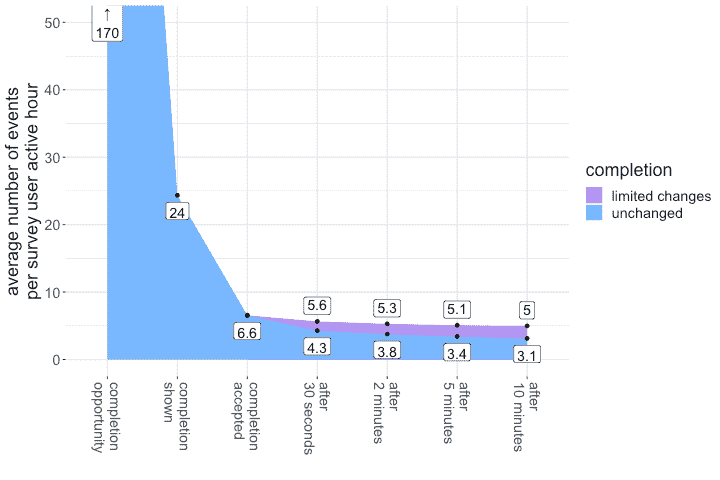 average number of events
per survey user active hour
50
40
30
20
10
0
↑
170
24
6.6
5.6
4.3
5.3
3.8
5.1
3.4
5
3.1
completion
opportunity
completion
shown
completion
accepted
after
30 seconds
after
2 minutes
after
5 minutes
after
10 minutes
completion
limited changes
unchanged